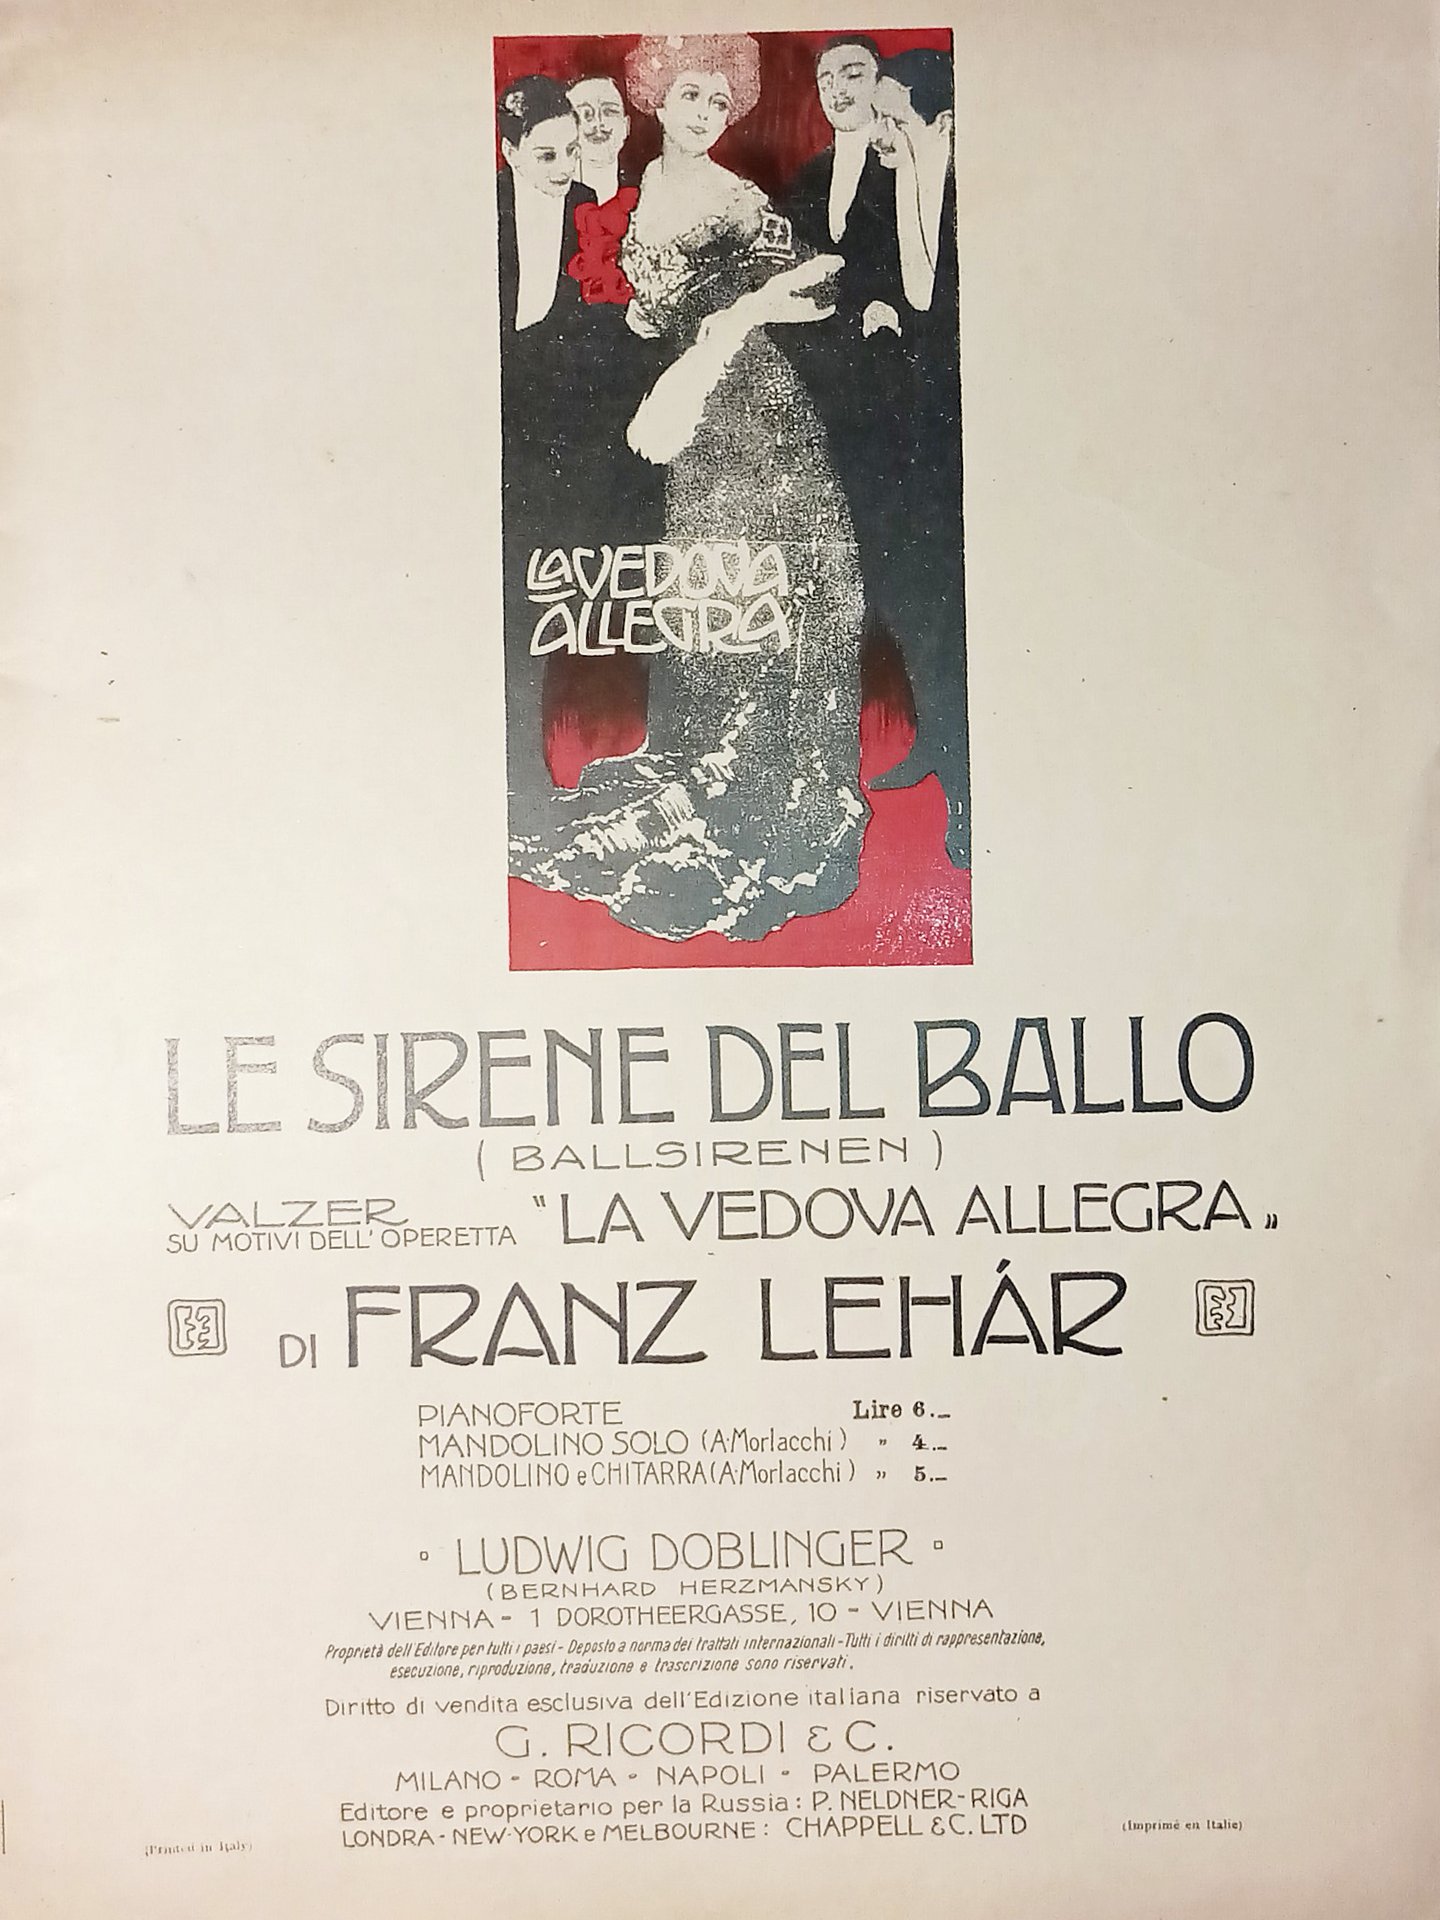 LA VEDOVA
ALLEGRA
LE SIRENE DEL BALLO
(BALLSIRENEN)
VALZER
SU MOTIVI DELL'OPERETTA "LA VEDOVA ALLEGRA"
DI FRANZ LEHÁR
PIANOFORTE Lire 6.—
MANDOLINO SOLO (A. Morlacchi) " 4.—
MANDOLINO e CHITARRA (A. Morlacchi) " 5.—
LUDWIG DOBLINGER
(BERNHARD HERZMANSKY)
VIENNA - 1 DOROTHEERGASSE, 10 - VIENNA
Proprietà dell'Editore per tutti i paesi - Deposto a norma dei trattati internazionali - Tutti i diritti di rappresentazione,
esecuzione, riproduzione, traduzione e trascrizione sono riservati.
Diritto di vendita esclusiva dell'Edizione italiana riservato a
G. RICORDI & C.
MILANO - ROMA - NAPOLI - PALERMO
Editore e proprietario per la Russia: P. NELDNER-RIGA
LONDRA - NEW-YORK e MELBOURNE: CHAPPELL & C. LTD
(Printed in Italy)
(Imprimé en Italie)